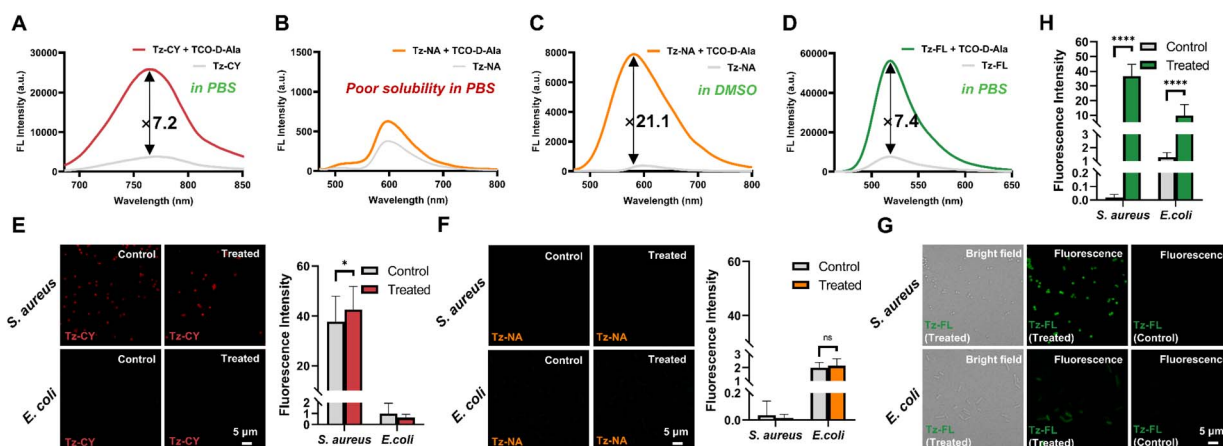 A
FL Intensity (a.u.)
30000
20000
10000
0
Tz-CY + TCO-D-Ala
Tz-CY
in PBS
×7.2
700
750
800
850
Wavelength (nm)
B
FL Intensity (a.u.)
1500
1000
500
0
Tz-NA + TCO-D-Ala
Tz-NA
Poor solubility in PBS
500
600
700
800
Wavelength (nm)
C
FL Intensity (a.u.)
8000
6000
4000
2000
0
Tz-NA + TCO-D-Ala
Tz-NA
in DMSO
×21.1
500
600
700
800
Wavelength (nm)
D
FL Intensity (a.u.)
60000
40000
20000
0
Tz-FL + TCO-D-Ala
Tz-FL
in PBS
×7.4
500
550
600
650
Wavelength (nm)
H
Fluorescence Intensity
60
50
40
30
20
10
3
2
1
0.2
0.1
0.0
Control
Treated
****
****
S. aureus
E.coli
E
S. aureus
E. coli
Control
Tz-CY
Treated
Tz-CY
Control
Tz-CY
Treated
Tz-CY
5 µm
Fluorescence Intensity
60
40
20
2
1
0
Control
Treated
*
S. aureus
E.coli
F
S. aureus
E. coli
Control
Tz-NA
Treated
Tz-NA
Control
Tz-NA
Treated
Tz-NA
5 µm
Fluorescence Intensity
60
40
3
2
1
0.2
0.0
Control
Treated
ns
S. aureus
E.coli
G
S. aureus
E. coli
Bright field
Tz-FL
(Treated)
Fluorescence
Tz-FL
(Treated)
Fluorescence
Tz-FL
(Control)
Bright field
Tz-FL
(Treated)
Fluorescence
Tz-FL
(Treated)
Fluorescence
Tz-FL
(Control)
5 µm